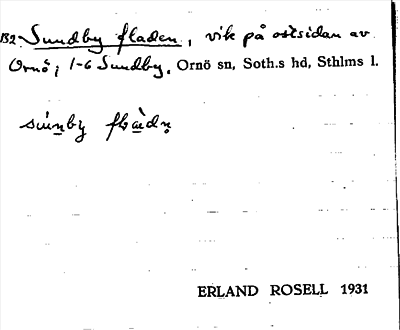 132. Sundby fladen, vik på östsidan av
Ornö; 1-6 Sundby. Ornö sn, Soth.s hd, Sthlms l.
ERLAND ROSELL 1931